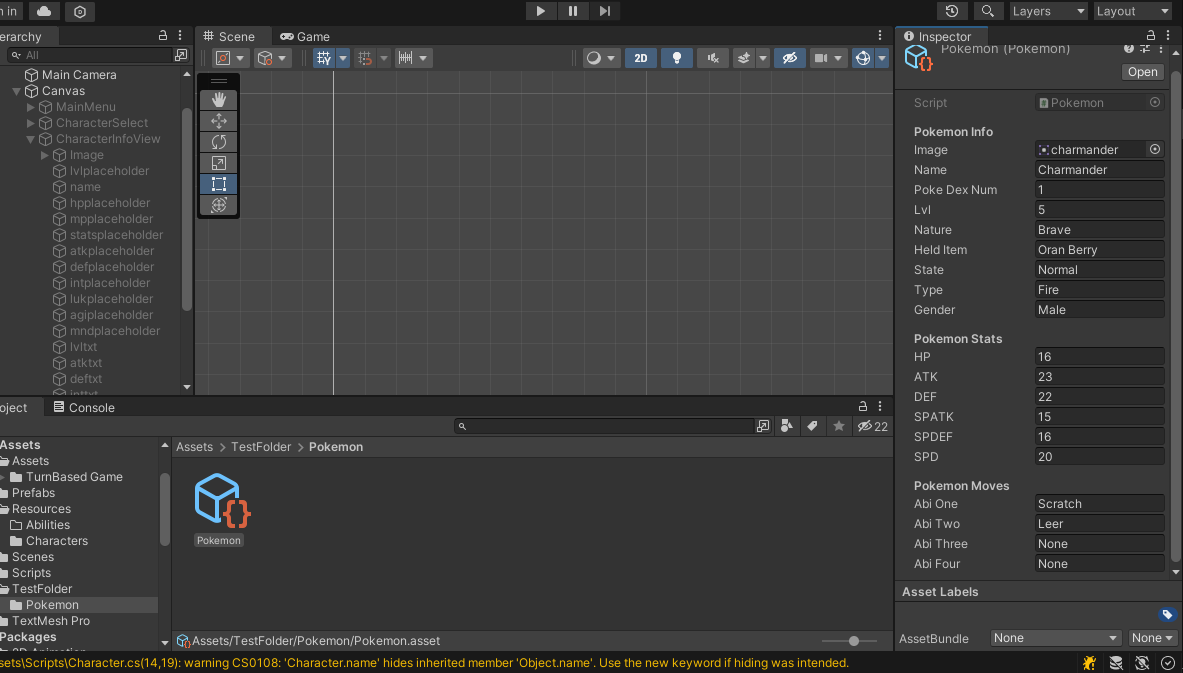 n in
Layers
Layout
erarchy
Scene
Game
Inspector
All
2D
Pokemon (Pokemon)
Open
Main Camera
Canvas
MainMenu
CharacterSelect
CharacterInfoView
Image
lvlplaceholder
name
hpplaceholder
mpplaceholder
statsplaceholder
atkplaceholder
defplaceholder
intplaceholder
lukplaceholder
agiplaceholder
mndplaceholder
lvltxt
atktxt
deftxt
inttxt
Script
Pokemon
Pokemon Info
Image charmander
Name Charmander
Poke Dex Num 1
Lvl 5
Nature Brave
Held Item Oran Berry
State Normal
Type Fire
Gender Male
Pokemon Stats
HP 16
ATK 23
DEF 22
SPATK 15
SPDEF 16
SPD 20
Pokemon Moves
Abi One Scratch
Abi Two Leer
Abi Three None
Abi Four None
Asset Labels
AssetBundle None None
oject
Console
22
Assets
Assets
TurnBased Game
Prefabs
Resources
Abilities
Characters
Scenes
Scripts
TestFolder
Pokemon
TextMesh Pro
Packages
2D Animation
Assets > TestFolder > Pokemon
Pokemon
Assets/TestFolder/Pokemon/Pokemon.asset
sets\Scripts\Character.cs(14,19): warning CS0108: 'Character.name' hides inherited member 'Object.name'. Use the new keyword if hiding was intended.